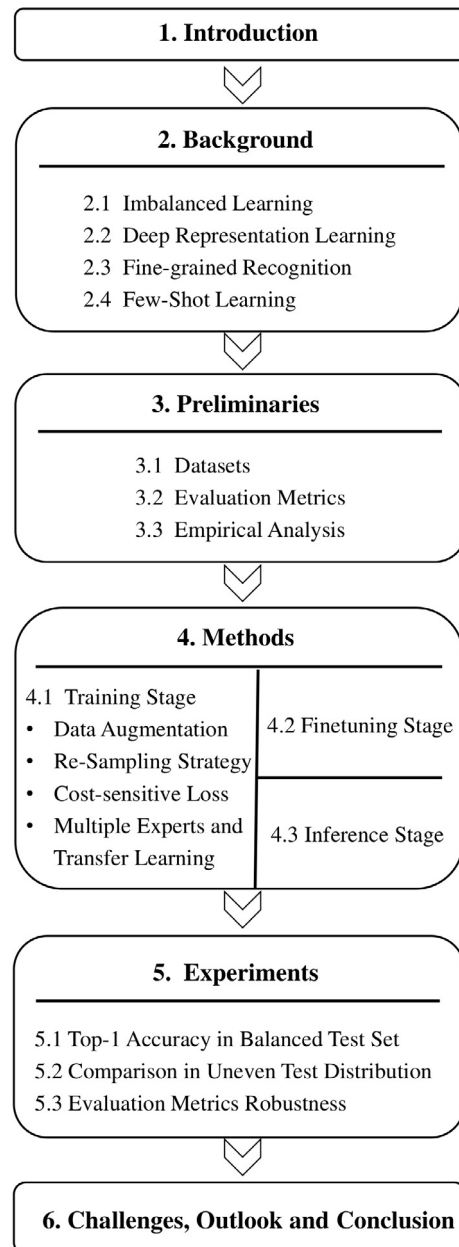 1. Introduction
2. Background
2.1 Imbalanced Learning
2.2 Deep Representation Learning
2.3 Fine-grained Recognition
2.4 Few-Shot Learning
3. Preliminaries
3.1 Datasets
3.2 Evaluation Metrics
3.3 Empirical Analysis
4. Methods
4.1 Training Stage
• Data Augmentation
• Re-Sampling Strategy
• Cost-sensitive Loss
• Multiple Experts and
Transfer Learning
4.2 Finetuning Stage
4.3 Inference Stage
5. Experiments
5.1 Top-1 Accuracy in Balanced Test Set
5.2 Comparison in Uneven Test Distribution
5.3 Evaluation Metrics Robustness
6. Challenges, Outlook and Conclusion